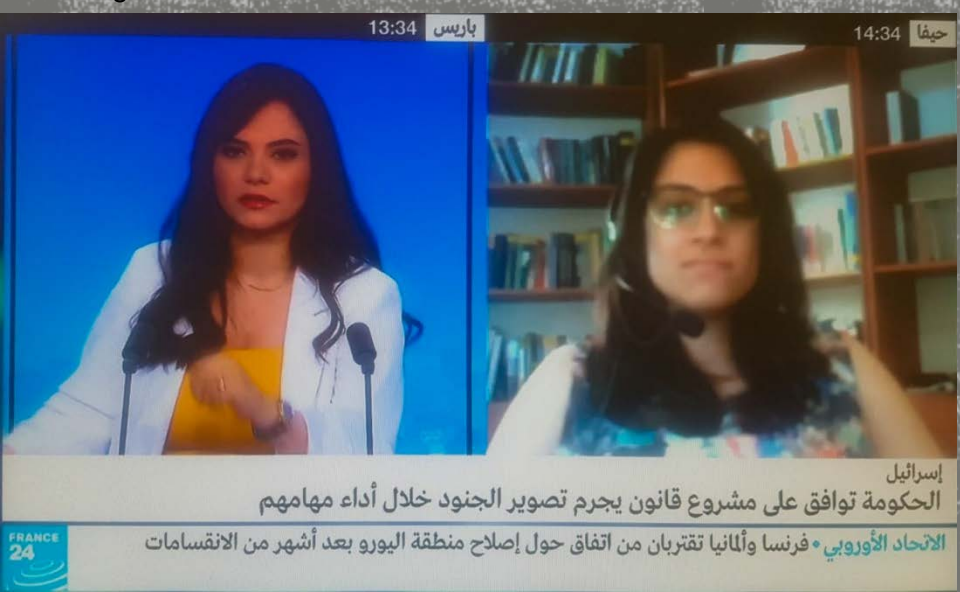 باريس 13:34
حيفا 14:34
إسرائيل
الحكومة توافق على مشروع قانون يجرم تصوير الجنود خلال أداء مهامهم
الاتحاد الأوروبي • فرنسا وألمانيا تقتربان من اتفاق حول إصلاح منطقة اليورو بعد أشهر من الانقسامات
FRANCE
24